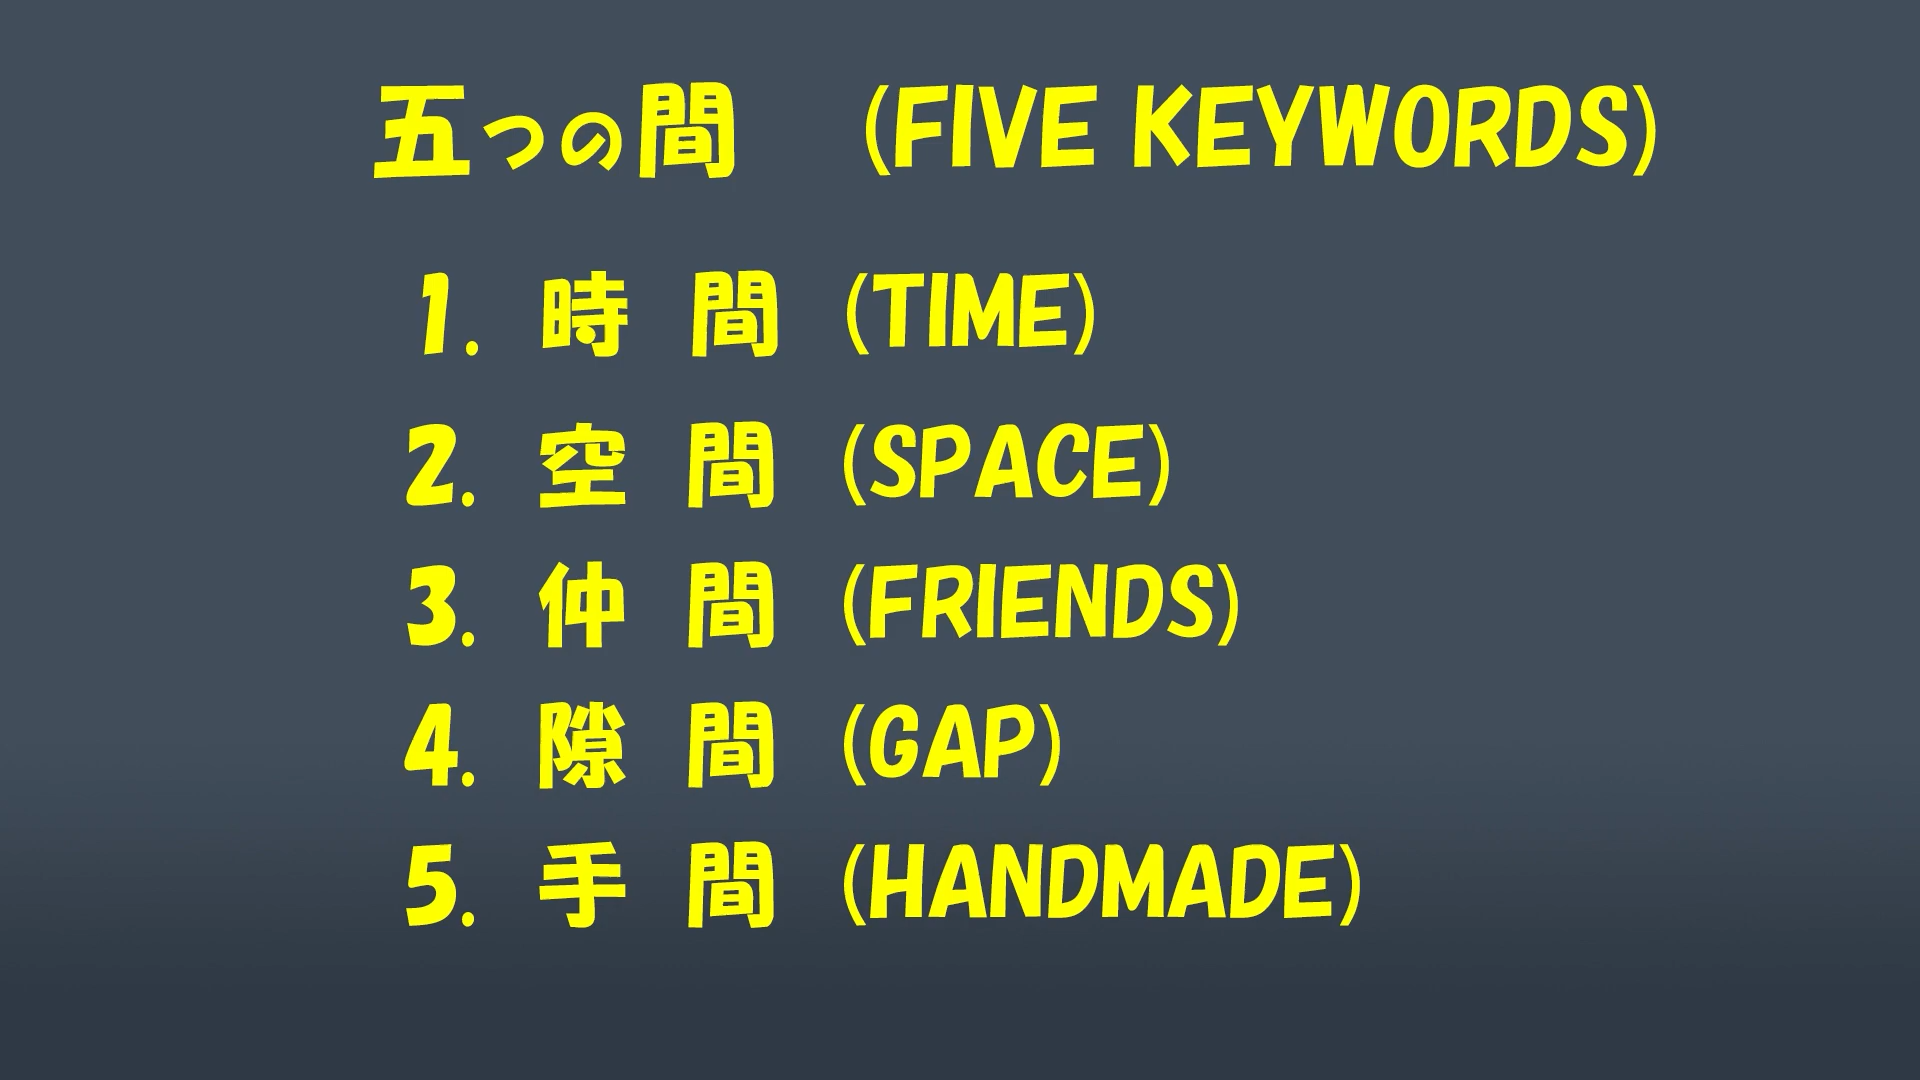 五つの間 (FIVE KEYWORDS)
1. 時 間 (TIME)
2. 空 間 (SPACE)
3. 仲 間 (FRIENDS)
4. 隙 間 (GAP)
5. 手 間 (HANDMADE)